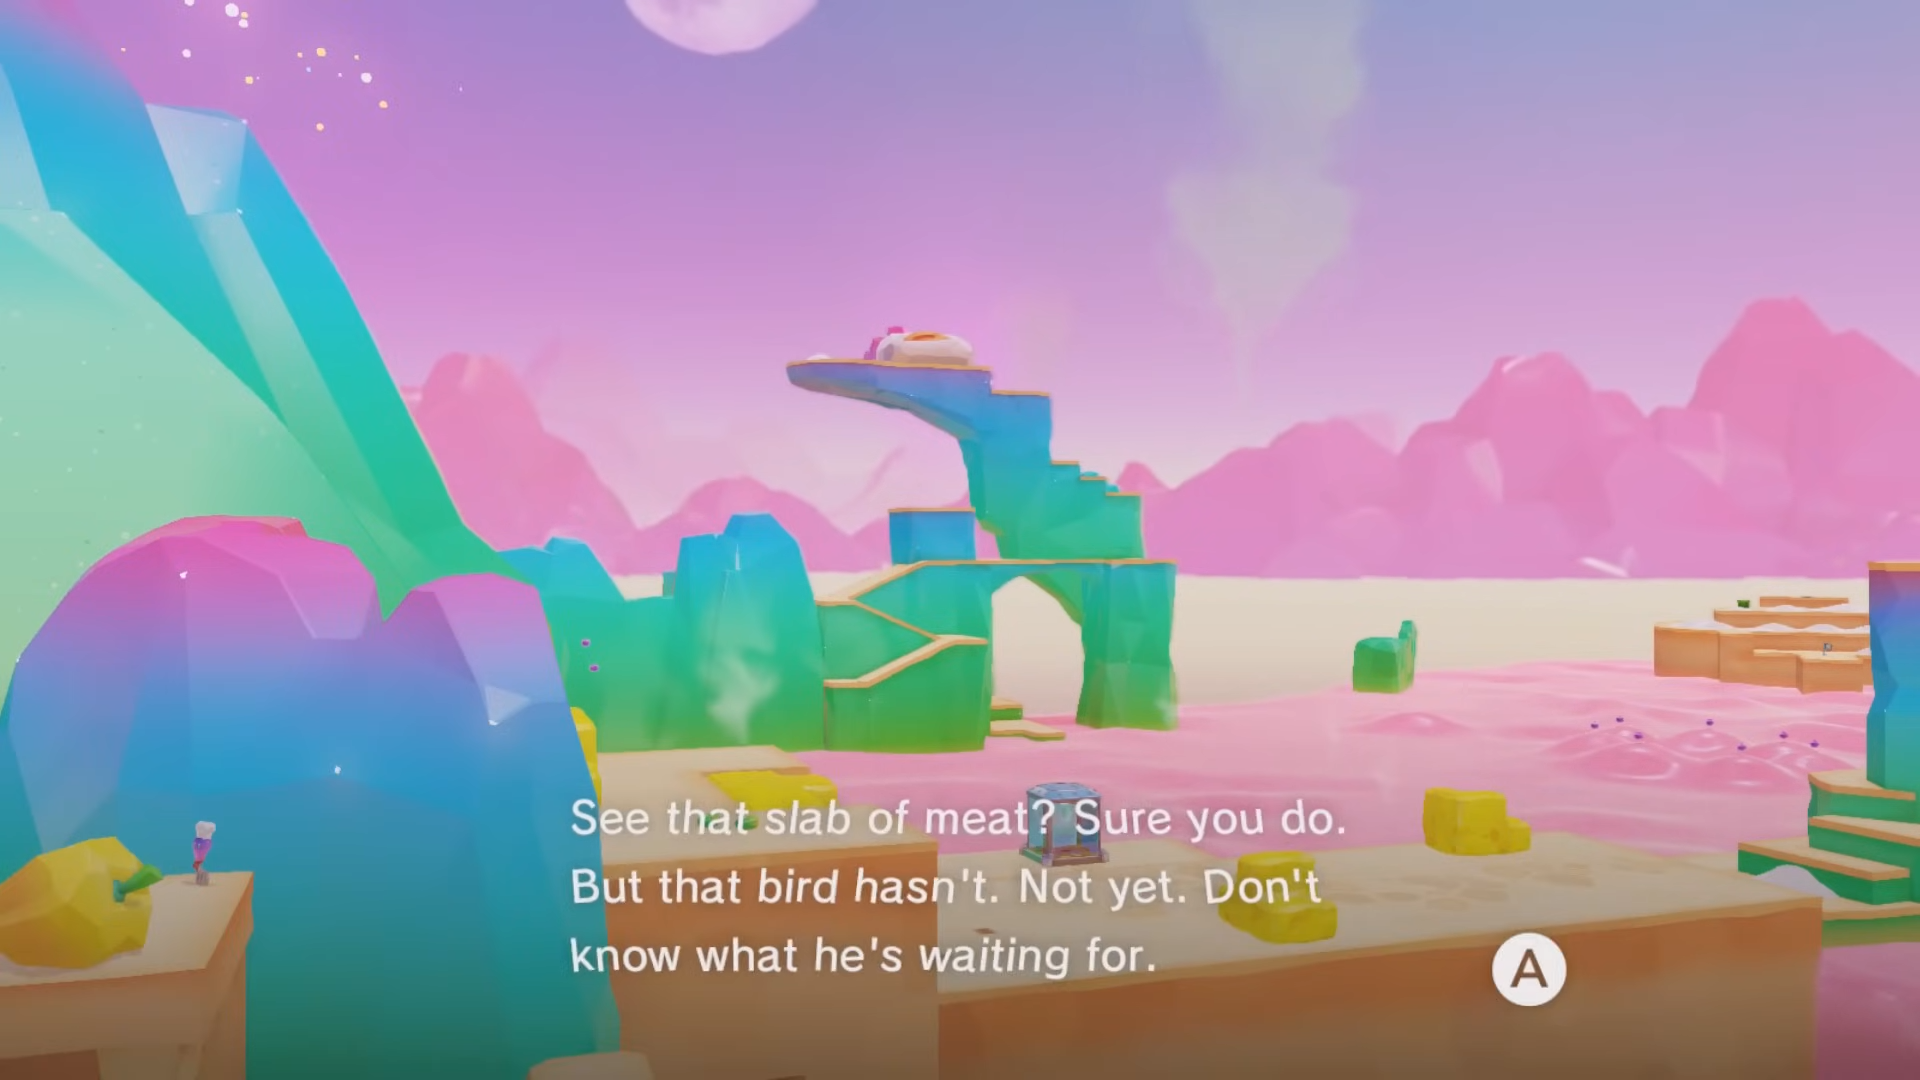 See that slab of meat? Sure you do.
But that bird hasn't. Not yet. Don't
know what he's waiting for.
A